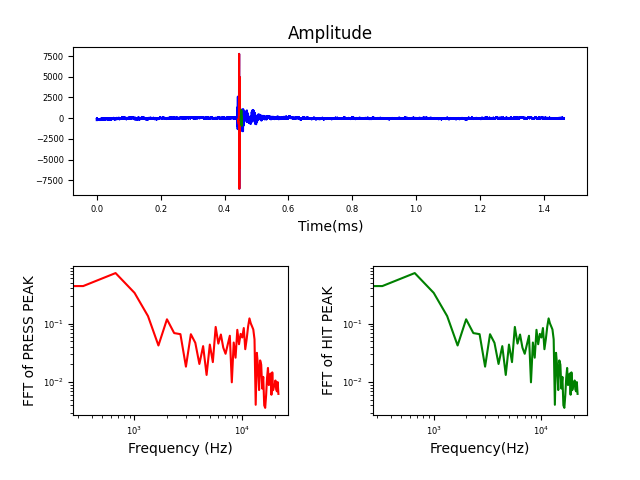 Amplitude
7500
5000
2500
0
−2500
−5000
−7500
0.0 0.2 0.4 0.6 0.8 1.0 1.2 1.4
Time(ms)
FFT of PRESS PEAK
10⁻¹
10⁻²
10³ 10⁴
Frequency (Hz)
FFT of HIT PEAK
10⁻¹
10⁻²
10³ 10⁴
Frequency(Hz)